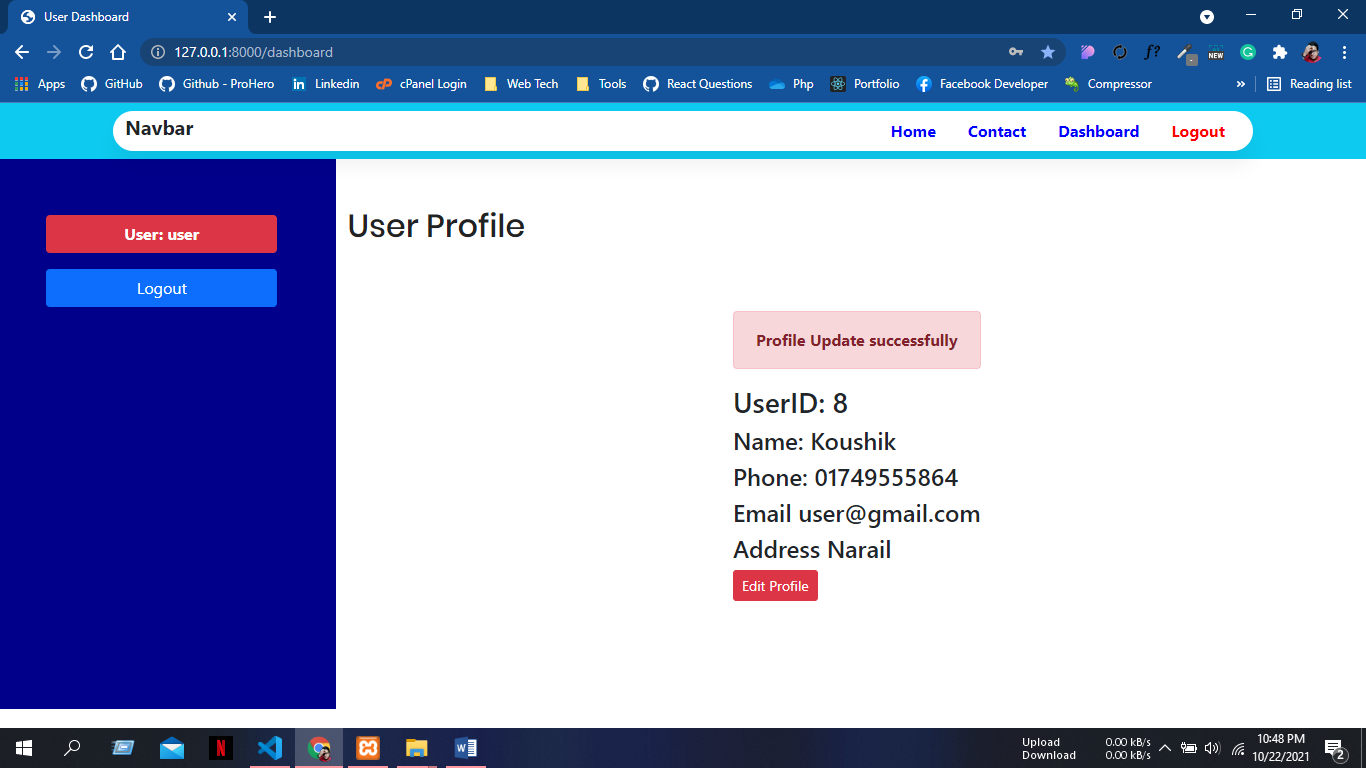 User Dashboard
127.0.0.1:8000/dashboard
f?
NEW
G
Apps
GitHub
Github - ProHero
in
Linkedin
cP
cPanel Login
Web Tech
Tools
React Questions
Php
Portfolio
Facebook Developer
Compressor
»
Reading list
Navbar
Home
Contact
Dashboard
Logout
User: user
Logout
User Profile
Profile Update successfully
UserID: 8
Name: Koushik
Phone: 01749555864
Email user@gmail.com
Address Narail
Edit Profile
N
W
Upload 0.00 kB/s
Download 0.00 kB/s
10:48 PM
10/22/2021
2